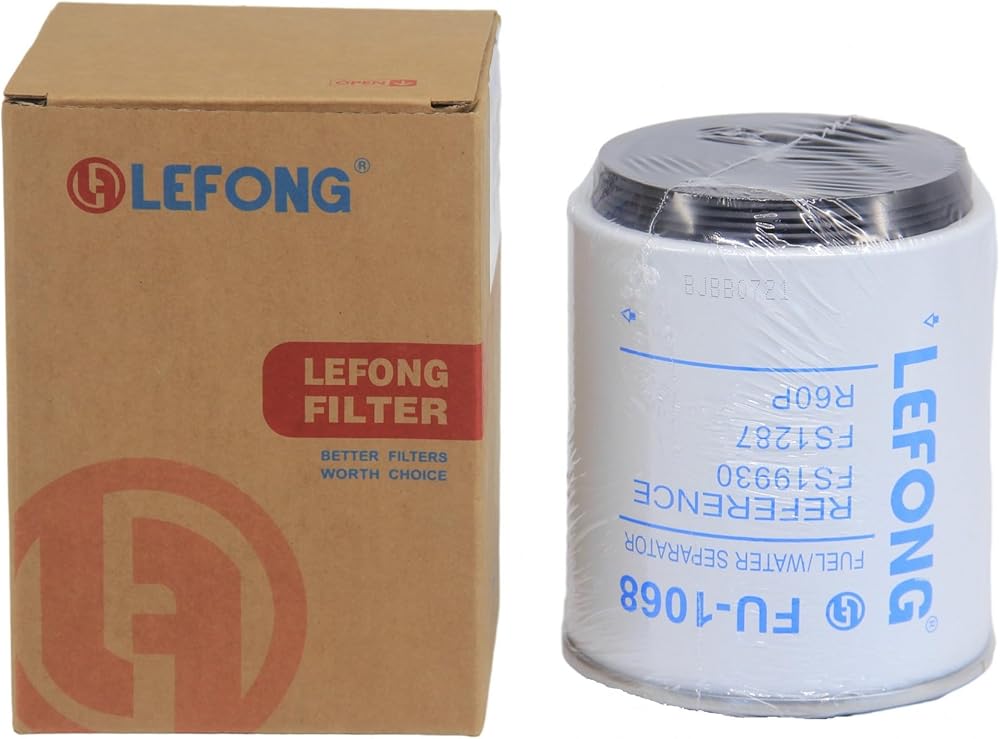 OPEN
LEFONG®
LEFONG
FILTER
BETTER FILTERS
WORTH CHOICE
BJBB0721
LEFONG®
FU-1068
FUEL/WATER SEPARATOR
REFERENCE
FS19930
FS1287
R60P